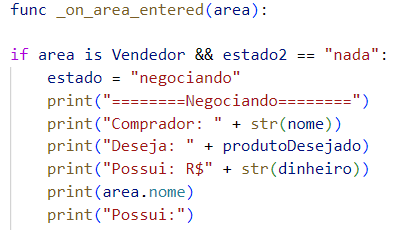 func _on_area_entered(area):
if area is Vendedor && estado2 == "nada":
estado = "negociando"
print("========Negociando========")
print("Comprador: " + str(nome))
print("Deseja: " + produtoDesejado)
print("Possui: R$" + str(dinheiro))
print(area.nome)
print("Possui:")